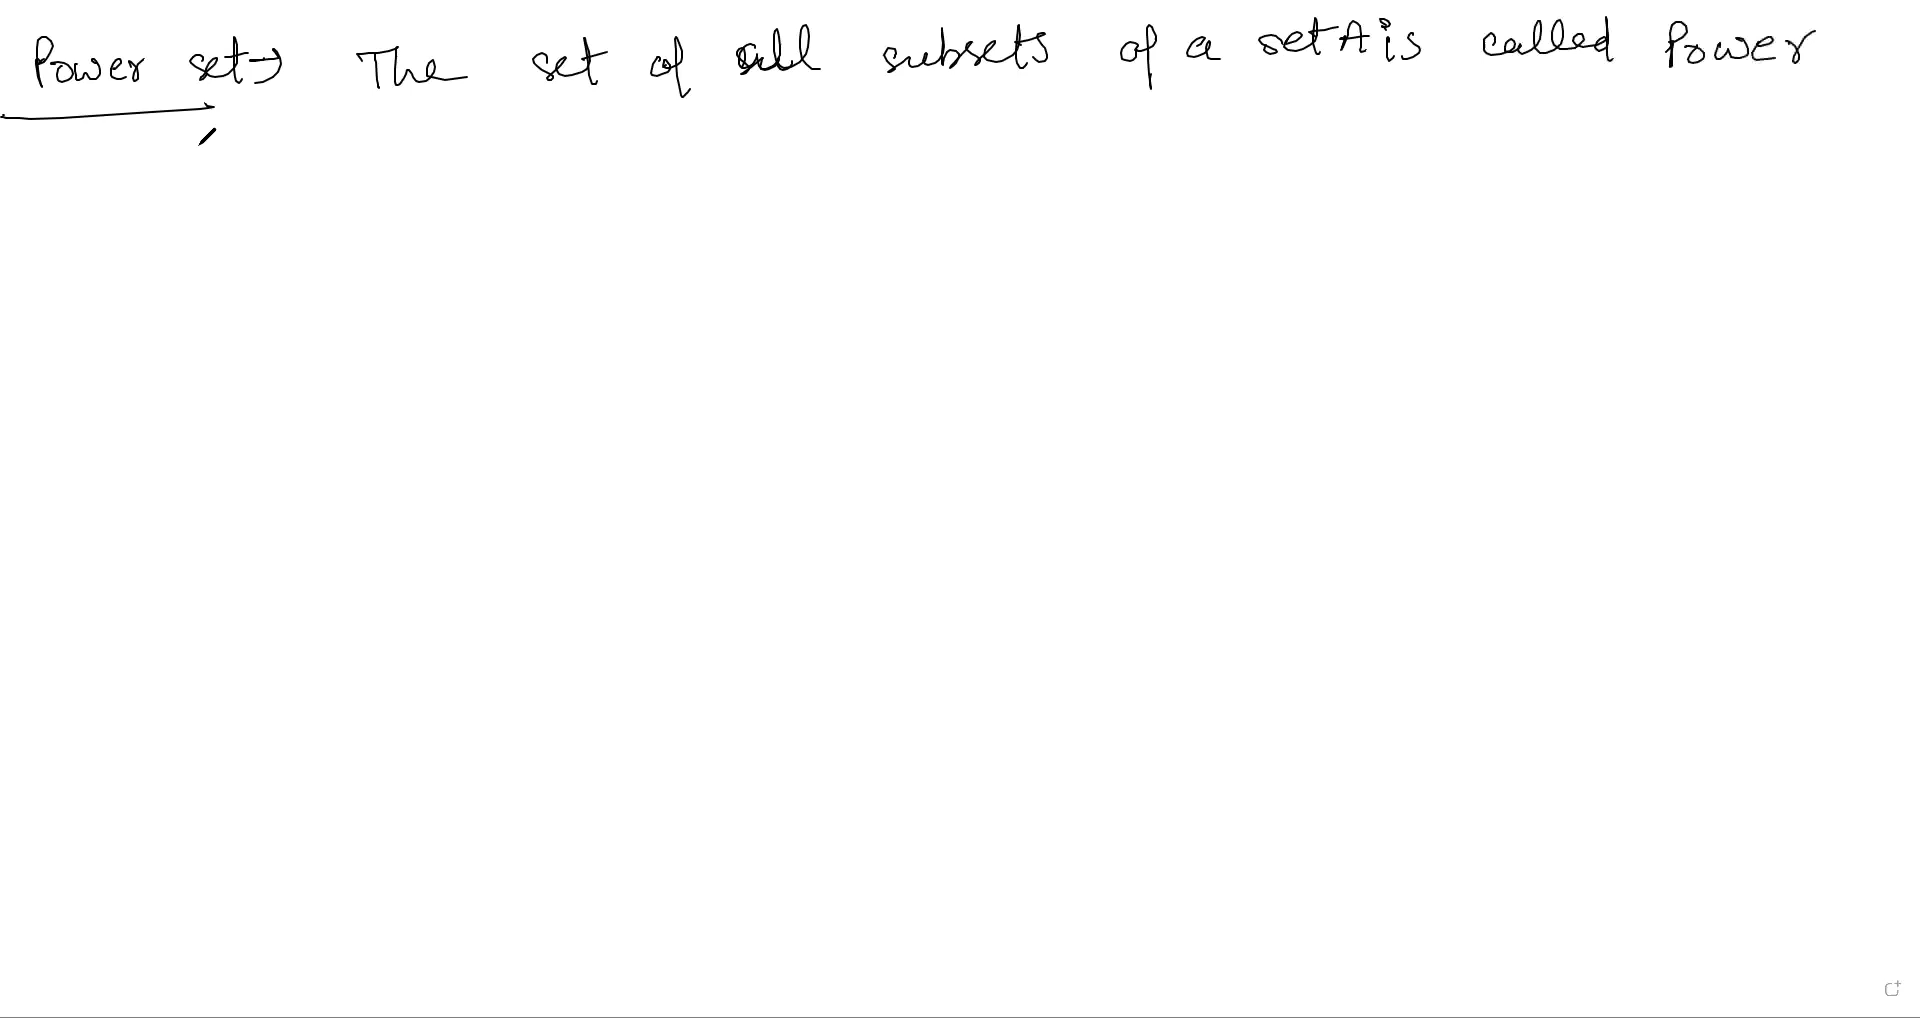 Power set → The set of all subsets of a set A is called Power